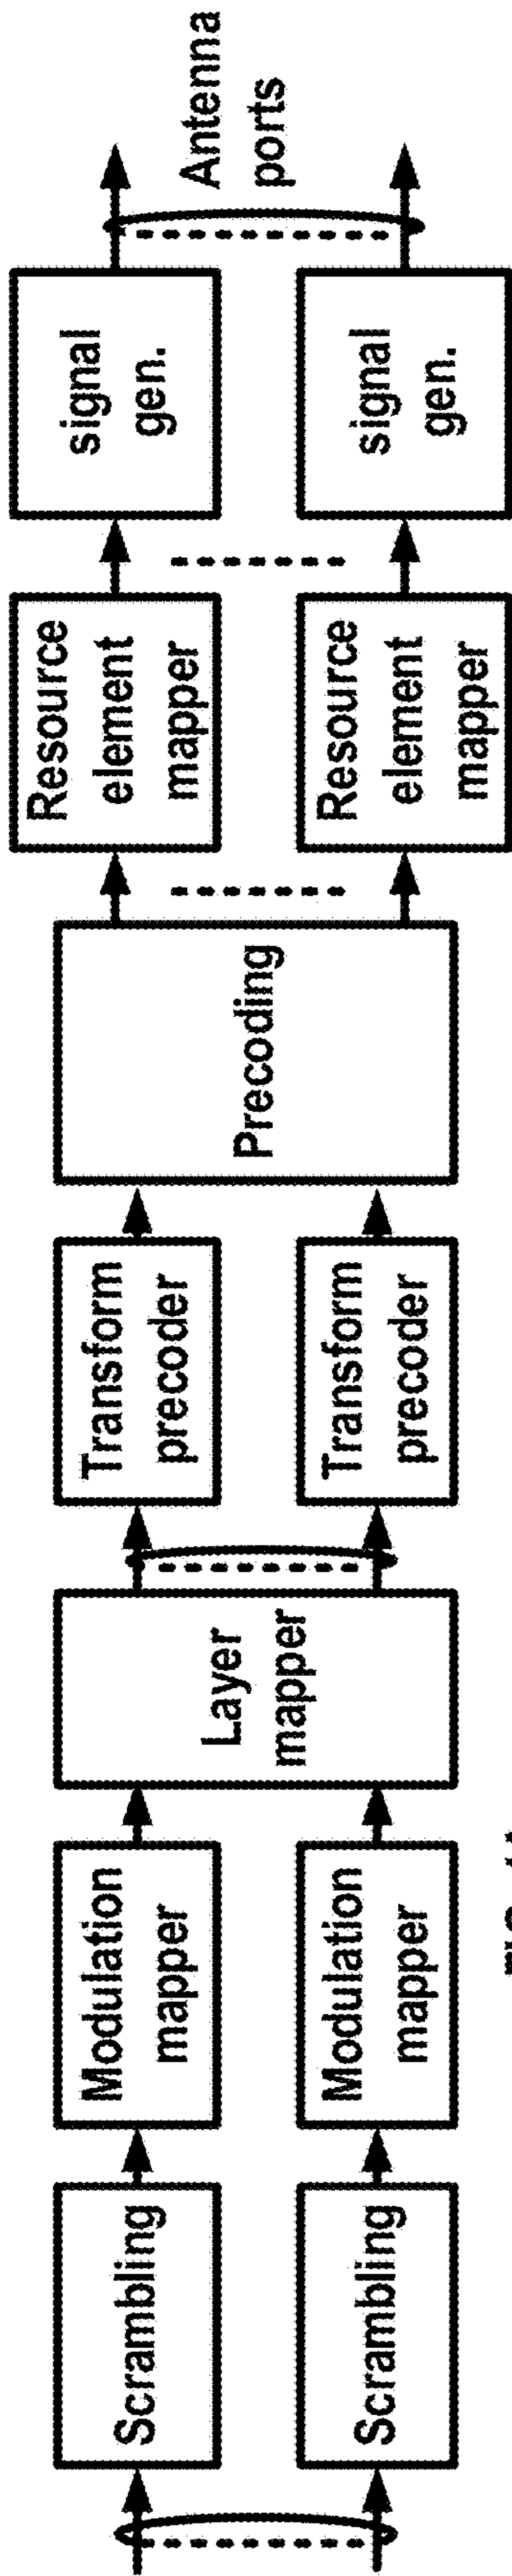 Scrambling
Scrambling
Modulation
mapper
Modulation
mapper
Layer
mapper
Transform
precoder
Transform
precoder
Precoding
Resource
element
mapper
Resource
element
mapper
signal
gen.
signal
gen.
Antenna
ports